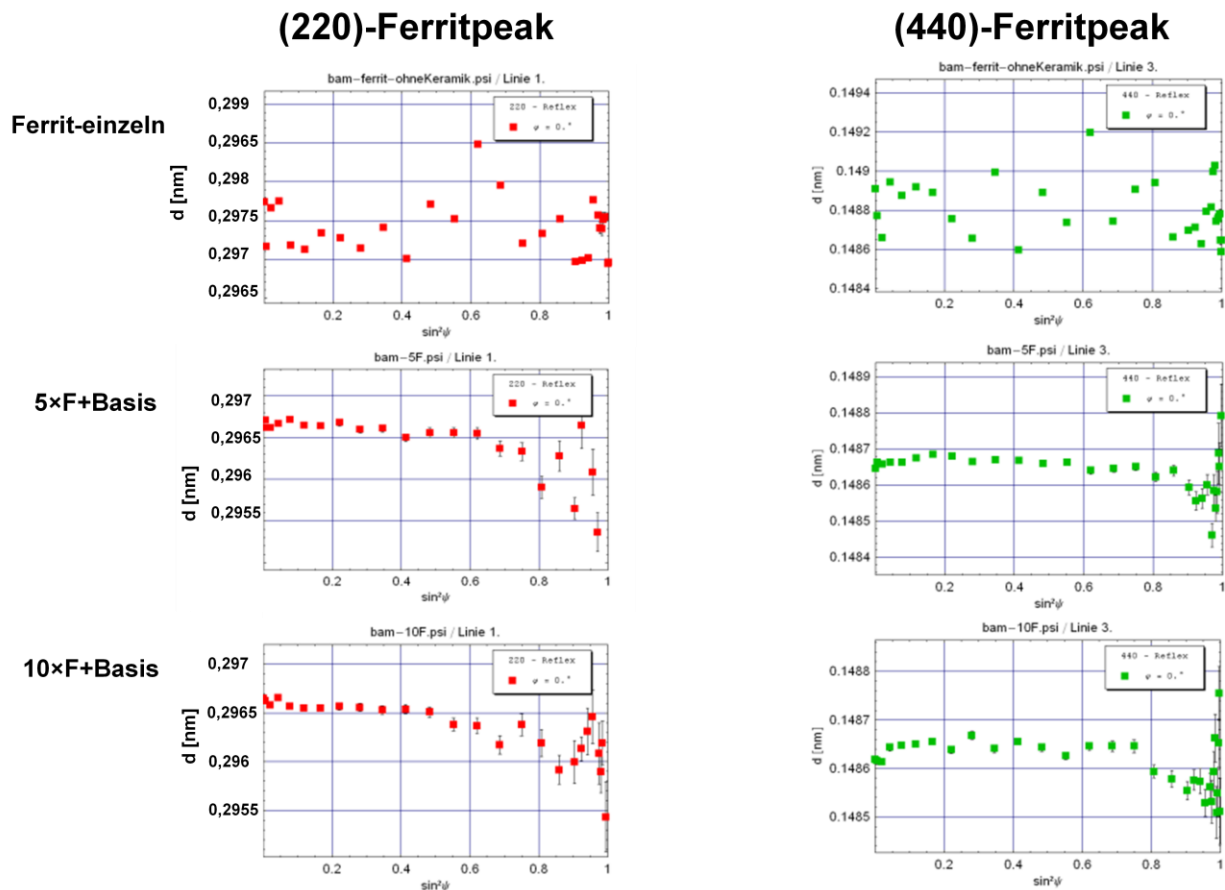 (220)-Ferritpeak
(440)-Ferritpeak
Ferrit-einzeln
bam-ferrit-ohneKeramik.psi / Linie 1.
220 - Reflex
φ = 0.°
d [nm]
0,299
0,2965
0,298
0,2975
0,297
0,2965
0.2
0.4
0.6
0.8
1
sin²ψ
bam-ferrit-ohneKeramik.psi / Linie 3.
440 - Reflex
φ = 0.°
d [nm]
0.1494
0.1492
0.149
0.1488
0.1486
0.1484
0.2
0.4
0.6
0.8
1
sin²ψ
5×F+Basis
bam-5F.psi / Linie 1.
220 - Reflex
φ = 0.°
d [nm]
0,297
0,2965
0,296
0,2955
0.2
0.4
0.6
0.8
1
sin²ψ
bam-5F.psi / Linie 3.
440 - Reflex
φ = 0.°
d [nm]
0.1489
0.1488
0.1487
0.1486
0.1485
0.1484
0.2
0.4
0.6
0.8
1
sin²ψ
10×F+Basis
bam-10F.psi / Linie 1.
220 - Reflex
φ = 0.°
d [nm]
0,297
0,2965
0,296
0,2955
0.2
0.4
0.6
0.8
1
sin²ψ
bam-10F.psi / Linie 3.
440 - Reflex
φ = 0.°
d [nm]
0.1488
0.1487
0.1486
0.1485
0.2
0.4
0.6
0.8
1
sin²ψ